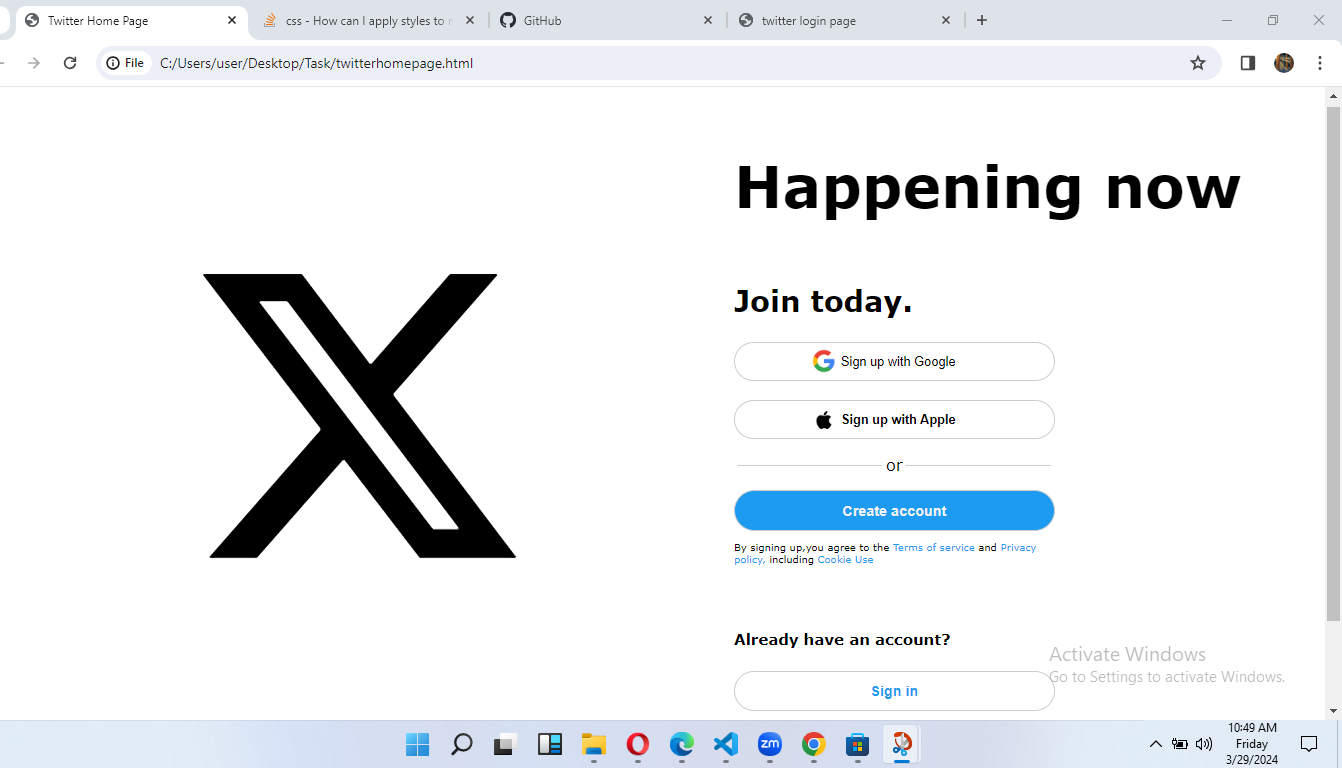 Twitter Home Page
css - How can I apply styles to
GitHub
twitter login page
File
C:/Users/user/Desktop/Task/twitterhomepage.html
Happening now
Join today.
Sign up with Google
Sign up with Apple
or
Create account
By signing up,you agree to the Terms of service and Privacy
policy, including Cookie Use
Already have an account?
Sign in
Activate Windows
Go to Settings to activate Windows.
zm
10:49 AM
Friday
3/29/2024